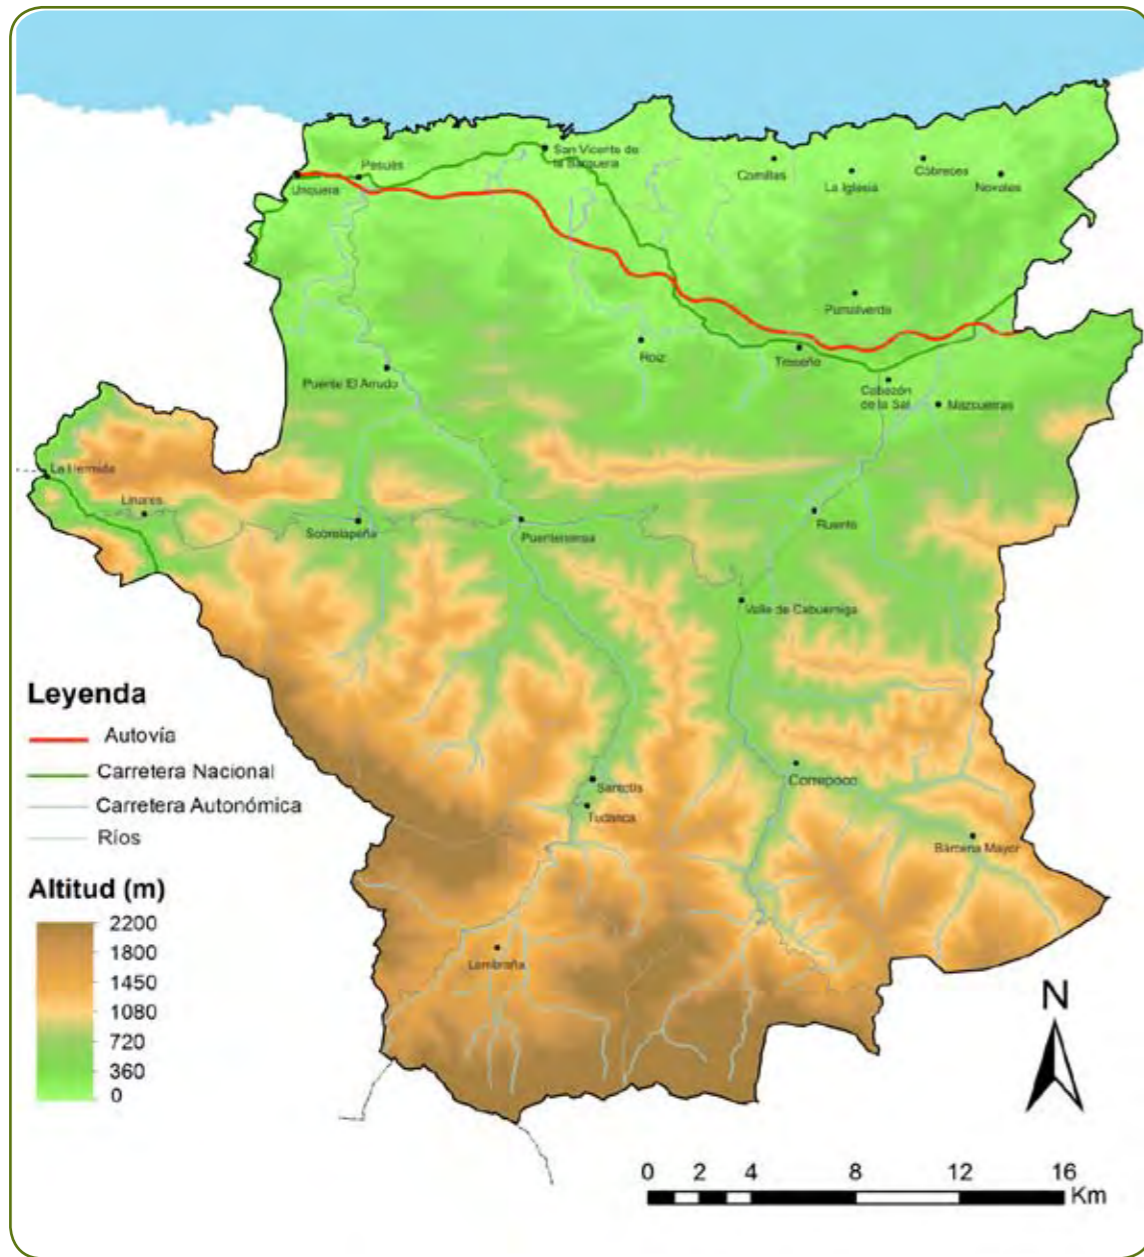 San Vicente de
la Barquera
Pesués
Unquera
Comillas
La Iglesia
Cóbreces
Novales
Pumalverde
Roiz
Treceño
Puente El Arrudo
Cabezón
de la Sal
Mazcuerras
La Hermida
Linares
Sobrelapeña
Puentenansa
Ruente
Valle de Cabuerniga
Leyenda
Autovía
Carretera Nacional
Carretera Autonómica
Ríos
Santotís
Tudanca
Correpoco
Bárcena Mayor
Lombraña
Altitud (m)
2200
1800
1450
1080
720
360
0
N
0 2 4 8 12 16
Km